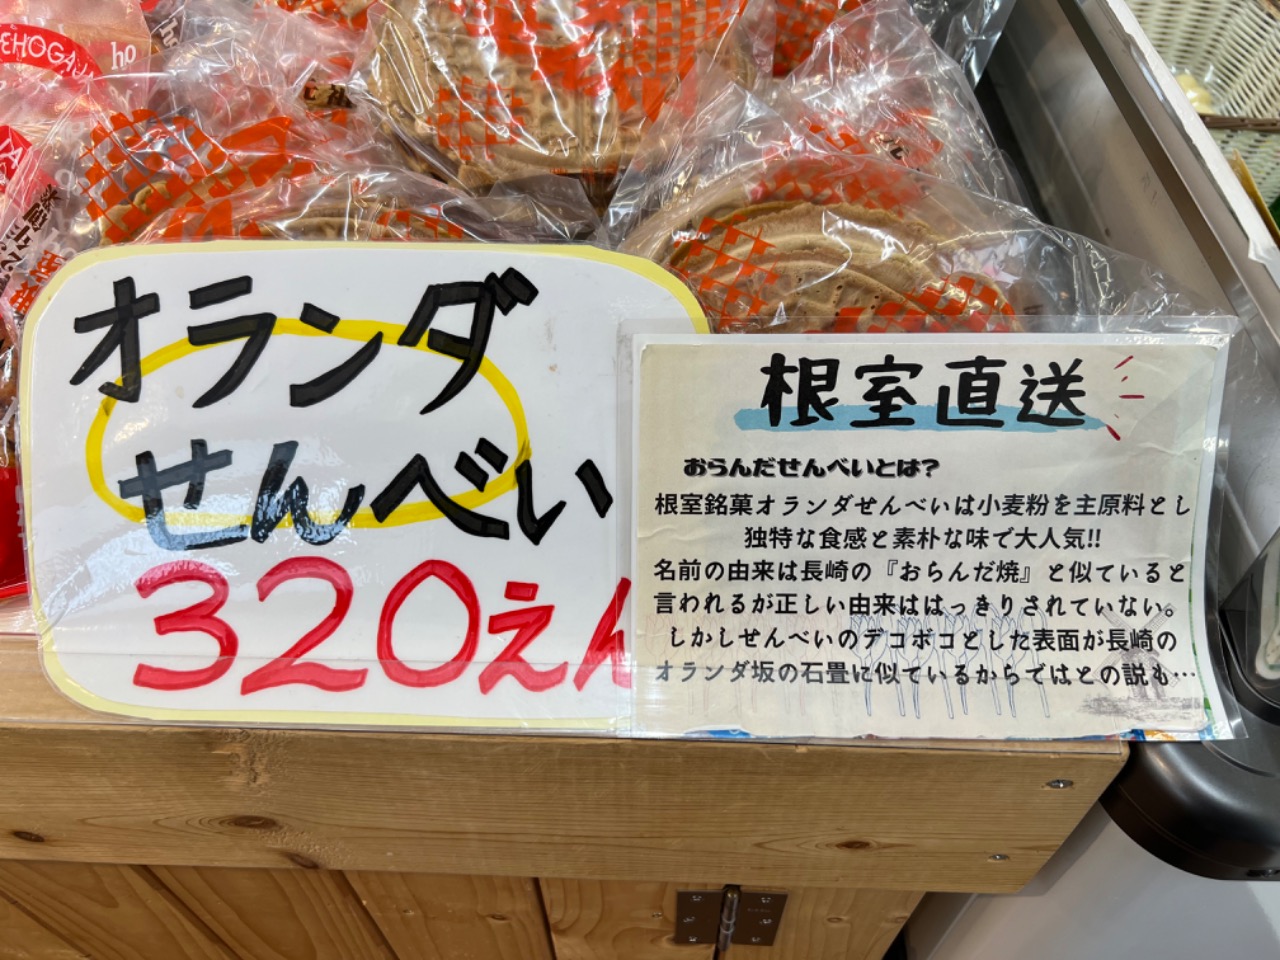 EHOGA
ho
オランダ
せんべい
320えん
根室直送
おらんだせんべいとは?
根室銘菓オランダせんべいは小麦粉を主原料とし
独特な食感と素朴な味で大人気!!
名前の由来は長崎の『おらんだ焼』と似ていると
言われるが正しい由来ははっきりされていない。
しかしせんべいのデコボコとした表面が長崎の
オランダ坂の石畳に似ているからではとの説も…